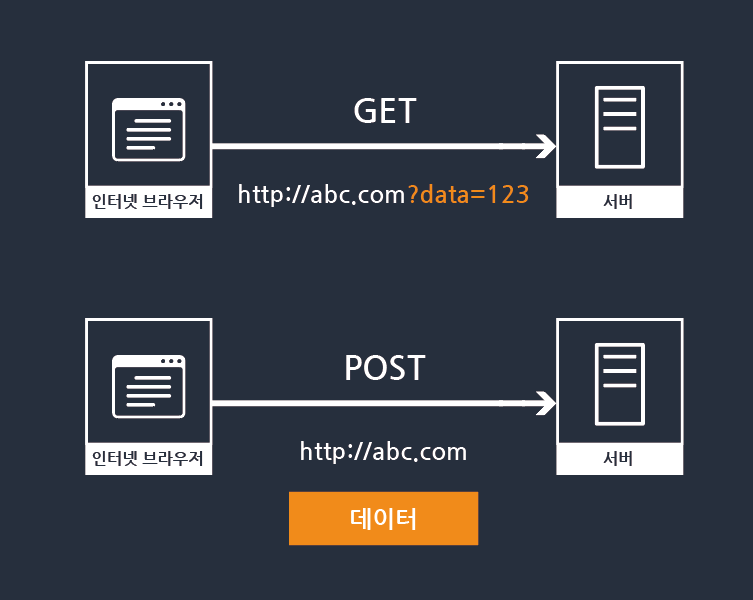 GET
http://abc.com?data=123
인터넷 브라우저
서버
POST
http://abc.com
인터넷 브라우저
서버
데이터